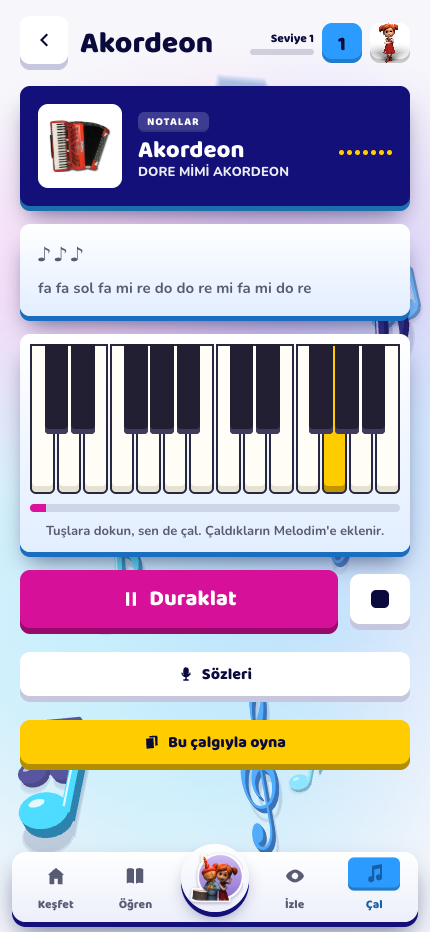 Akordeon
Seviye 1
1
NOTALAR
Akordeon
DORE MİMİ AKORDEON
♪ ♪ ♪
fa fa sol fa mi re do do re mi fa mi do re
Tuşlara dokun, sen de çal. Çaldıkların Melodim'e eklenir.
Duraklat
Sözleri
Bu çalgıyla oyna
Keşfet
Öğren
İzle
Çal